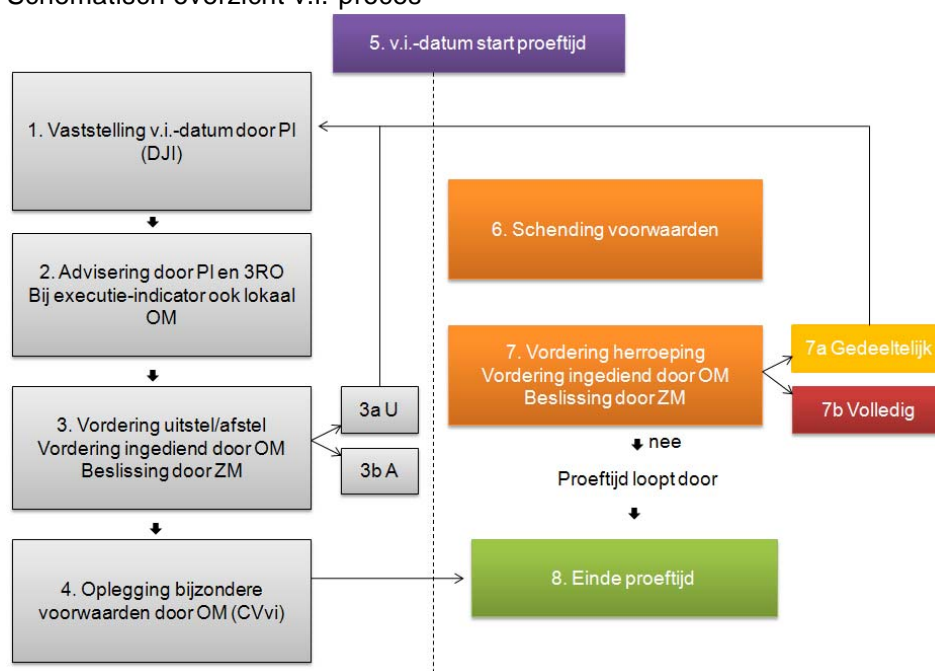 Schematisch overzicht v.i.-proces
5. v.i.-datum start proeftijd
1. Vaststelling v.i.-datum door PI
(DJI)
2. Advisering door PI en 3RO
Bij executie-indicator ook lokaal
OM
3. Vordering uitstel/afstel
Vordering ingediend door OM
Beslissing door ZM
3a U
3b A
4. Oplegging bijzondere
voorwaarden door OM (CVvi)
6. Schending voorwaarden
7. Vordering herroeping
Vordering ingediend door OM
Beslissing door ZM
7a Gedeeltelijk
7b Volledig
nee
Proeftijd loopt door
8. Einde proeftijd